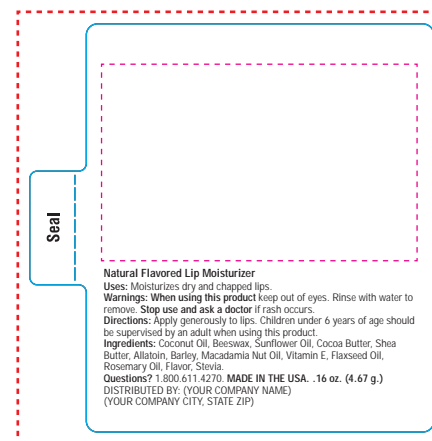 Seal
Natural Flavored Lip Moisturizer
Uses: Moisturizes dry and chapped lips.
Warnings: When using this product keep out of eyes. Rinse with water to
remove. Stop use and ask a doctor if rash occurs.
Directions: Apply generously to lips. Children under 6 years of age should
be supervised by an adult when using this product.
Ingredients: Coconut Oil, Beeswax, Sunflower Oil, Cocoa Butter, Shea
Butter, Allatoin, Barley, Macadamia Nut Oil, Vitamin E, Flaxseed Oil,
Rosemary Oil, Flavor, Stevia.
Questions? 1.800.611.4270. MADE IN THE USA. .16 oz. (4.67 g.)
DISTRIBUTED BY: (YOUR COMPANY NAME)
(YOUR COMPANY CITY, STATE ZIP)